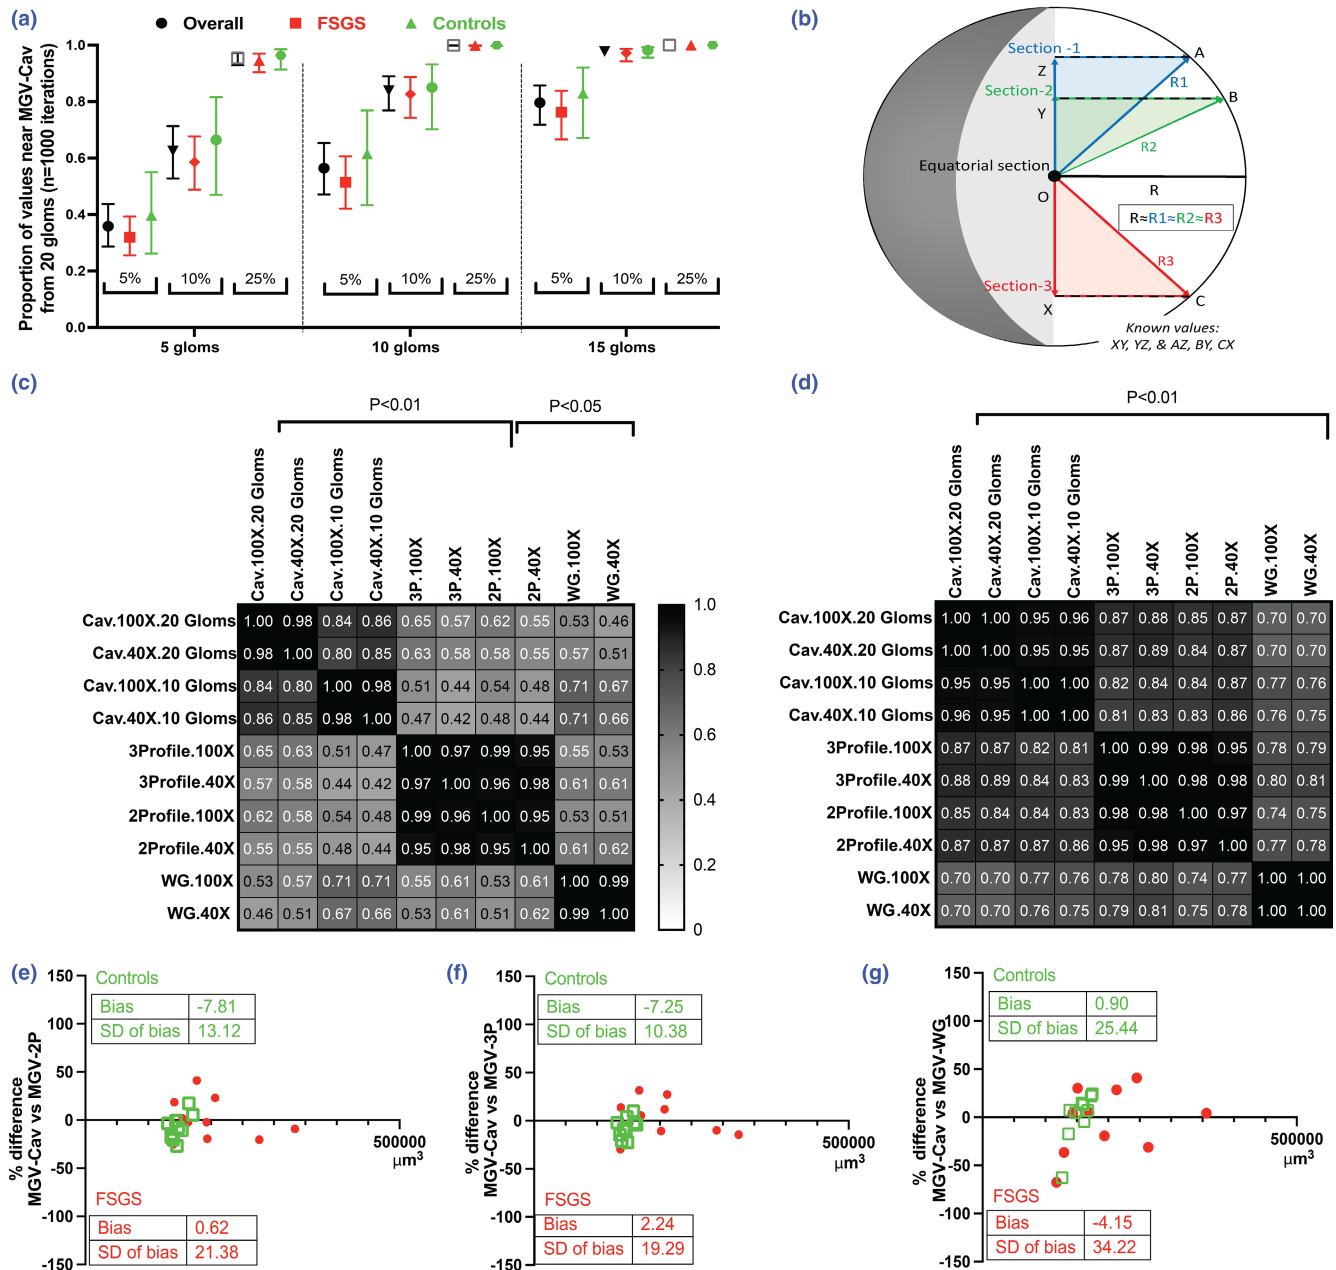 (a)
Overall FSGS Controls
Proportion of values near MGV-Cav
from 20 gloms (n=1000 iterations)
1.0
0.8
0.6
0.4
0.2
0.0
5% 10% 25% 5% 10% 25% 5% 10% 25%
5 gloms 10 gloms 15 gloms
(b)
Section -1
Z
A
R1
Section-2
Y
B
R2
Equatorial section
O
R
R≈R1≈R2≈R3
R3
Section-3
X
C
Known values:
XY, YZ, & AZ, BY, CX
(c)
P<0.01 P<0.05
Cav.100X.20 Gloms
Cav.40X.20 Gloms
Cav.100X.10 Gloms
Cav.40X.10 Gloms
3P.100X
3P.40X
2P.100X
2P.40X
WG.100X
WG.40X
Cav.100X.20 Gloms 1.00 0.98 0.84 0.86 0.65 0.57 0.62 0.55 0.53 0.46
Cav.40X.20 Gloms 0.98 1.00 0.80 0.85 0.63 0.58 0.58 0.55 0.57 0.51
Cav.100X.10 Gloms 0.84 0.80 1.00 0.98 0.51 0.44 0.54 0.48 0.71 0.67
Cav.40X.10 Gloms 0.86 0.85 0.98 1.00 0.47 0.42 0.48 0.44 0.71 0.66
3Profile.100X 0.65 0.63 0.51 0.47 1.00 0.97 0.99 0.95 0.55 0.53
3Profile.40X 0.57 0.58 0.44 0.42 0.97 1.00 0.96 0.98 0.61 0.61
2Profile.100X 0.62 0.58 0.54 0.48 0.99 0.96 1.00 0.95 0.53 0.51
2Profile.40X 0.55 0.55 0.48 0.44 0.95 0.98 0.95 1.00 0.61 0.62
WG.100X 0.53 0.57 0.71 0.71 0.55 0.61 0.53 0.61 1.00 0.99
WG.40X 0.46 0.51 0.67 0.66 0.53 0.61 0.51 0.62 0.99 1.00
1.0
0.8
0.6
0.4
0.2
0
(d)
P<0.01
Cav.100X.20 Gloms
Cav.40X.20 Gloms
Cav.100X.10 Gloms
Cav.40X.10 Gloms
3P.100X
3P.40X
2P.100X
2P.40X
WG.100X
WG.40X
Cav.100X.20 Gloms 1.00 1.00 0.95 0.96 0.87 0.88 0.85 0.87 0.70 0.70
Cav.40X.20 Gloms 1.00 1.00 0.95 0.95 0.87 0.89 0.84 0.87 0.70 0.70
Cav.100X.10 Gloms 0.95 0.95 1.00 1.00 0.82 0.84 0.84 0.87 0.77 0.76
Cav.40X.10 Gloms 0.96 0.95 1.00 1.00 0.81 0.83 0.83 0.86 0.76 0.75
3Profile.100X 0.87 0.87 0.82 0.81 1.00 0.99 0.98 0.95 0.78 0.79
3Profile.40X 0.88 0.89 0.84 0.83 0.99 1.00 0.98 0.98 0.80 0.81
2Profile.100X 0.85 0.84 0.84 0.83 0.98 0.98 1.00 0.97 0.74 0.75
2Profile.40X 0.87 0.87 0.87 0.86 0.95 0.98 0.97 1.00 0.77 0.78
WG.100X 0.70 0.70 0.77 0.76 0.78 0.80 0.74 0.77 1.00 1.00
WG.40X 0.70 0.70 0.76 0.75 0.79 0.81 0.75 0.78 1.00 1.00
(e)
% difference
MGV-Cav vs MGV-2P
150
100
50
0
-50
-100
-150
Controls
Bias -7.81
SD of bias 13.12
500000
μm³
FSGS
Bias 0.62
SD of bias 21.38
(f)
% difference
MGV-Cav vs MGV-3P
150
100
50
0
-50
-100
-150
Controls
Bias -7.25
SD of bias 10.38
500000
μm³
FSGS
Bias 2.24
SD of bias 19.29
(g)
% difference
MGV-Cav vs MGV-WG
150
100
50
0
-50
-100
-150
Controls
Bias 0.90
SD of bias 25.44
500000
μm³
FSGS
Bias -4.15
SD of bias 34.22